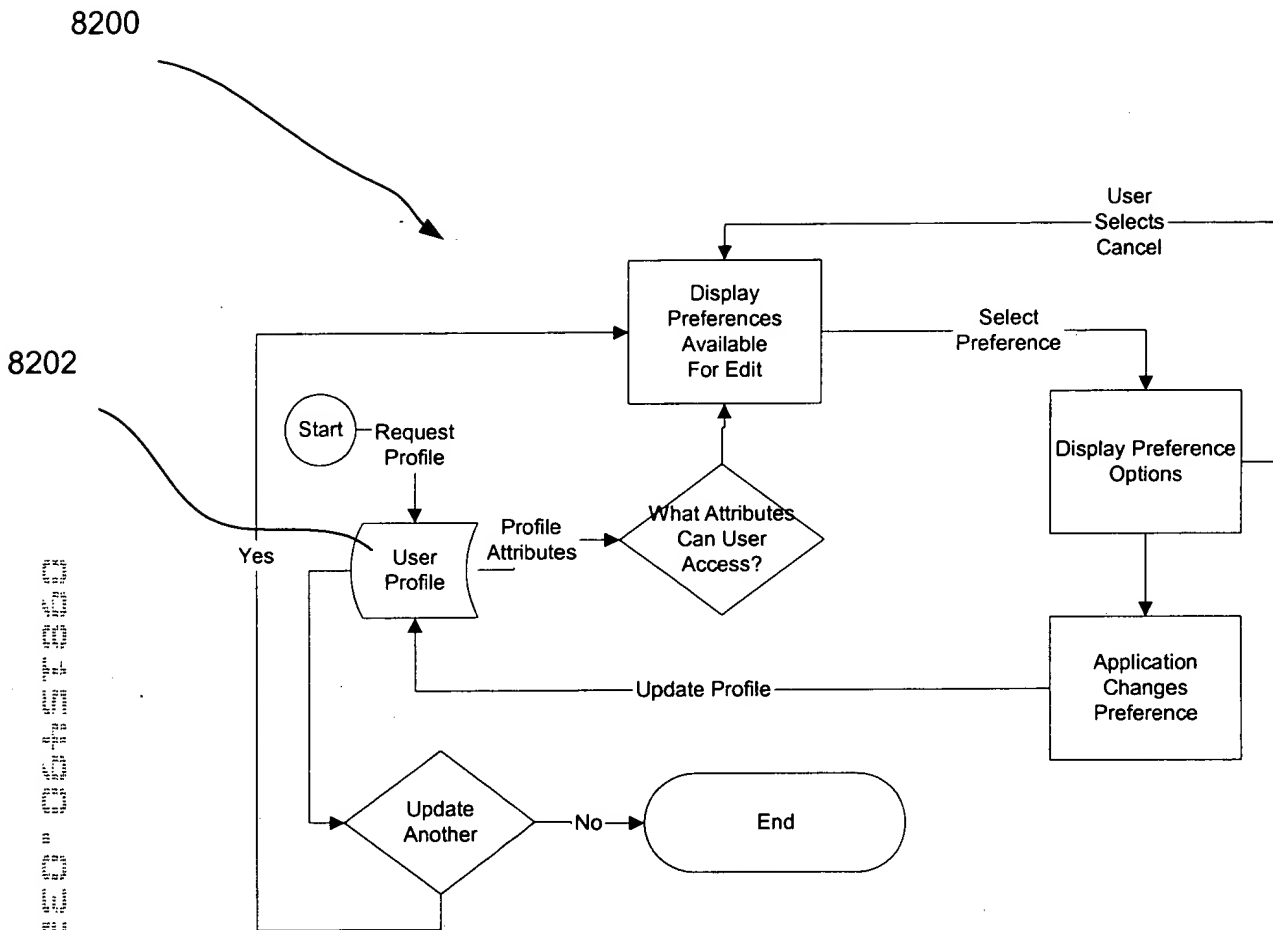 8200
User
Selects
Cancel
Display
Preferences
Available
For Edit
Select
Preference
8202
Start
Request
Profile
Display Preference
Options
What Attributes
Can User
Access?
Profile
Attributes
Yes
User
Profile
Application
Changes
Preference
Update Profile
Update
Another
No
End